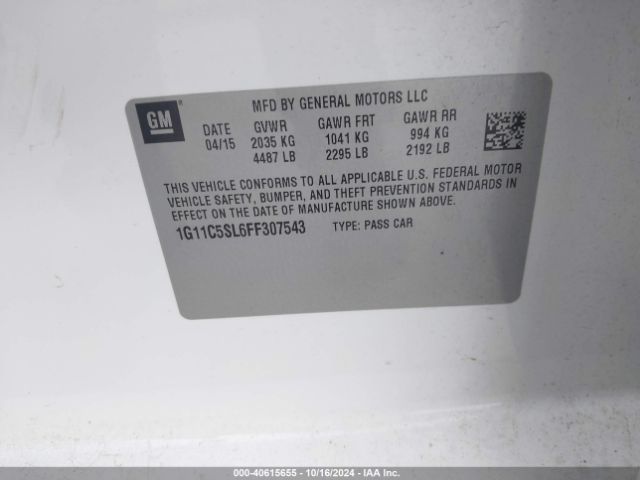 GM ®
MFD BY GENERAL MOTORS LLC
DATE GVWR GAWR FRT GAWR RR
04/15 2035 KG 1041 KG 994 KG
4487 LB 2295 LB 2192 LB
THIS VEHICLE CONFORMS TO ALL APPLICABLE U.S. FEDERAL MOTOR
VEHICLE SAFETY, BUMPER, AND THEFT PREVENTION STANDARDS IN
EFFECT ON THE DATE OF MANUFACTURE SHOWN ABOVE.
1G11C5SL6FF307543 TYPE: PASS CAR
000-40615655 - 10/16/2024 - IAA Inc.